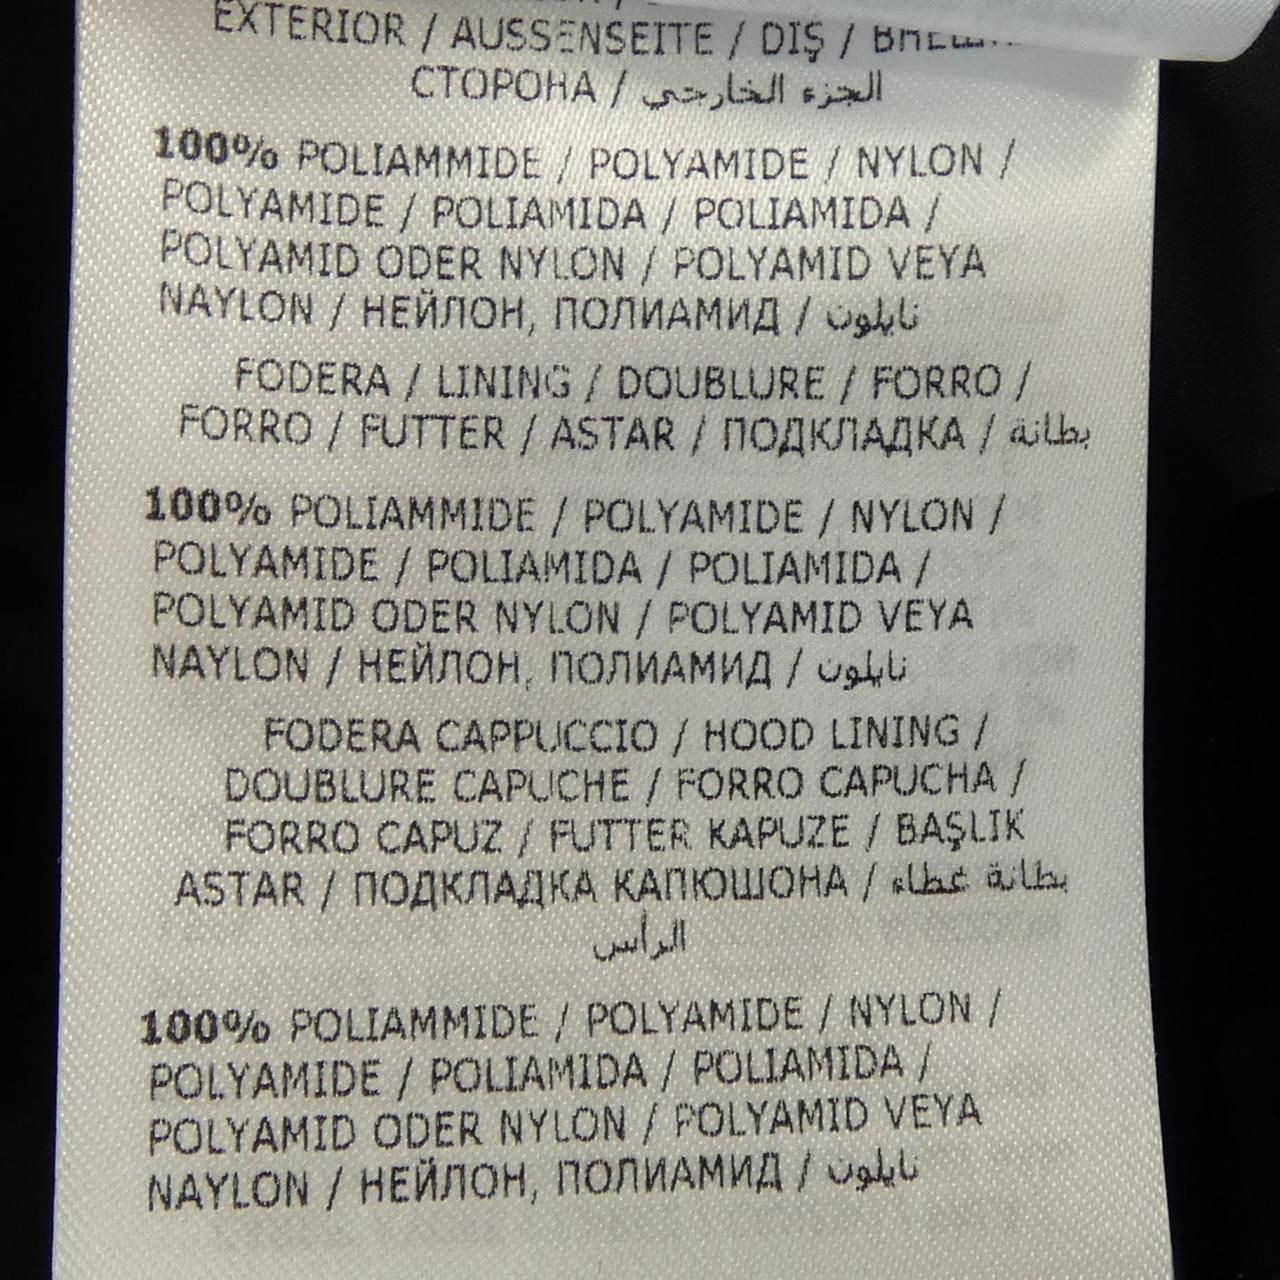 EXTERIOR / AUSSENSEITE / DIŞ /
СТОРОНА / الجزء الخارجي
100% POLIAMMIDE / POLYAMIDE / NYLON /
POLYAMIDE / POLIAMIDA / POLIAMIDA /
POLYAMID ODER NYLON / POLYAMID VEYA
NAYLON / НЕЙЛОН, ПОЛИАМИД / نايلون
FODERA / LINING / DOUBLURE / FORRO /
FORRO / FUTTER / ASTAR / ПОДКЛАДКА / بطانة
100% POLIAMMIDE / POLYAMIDE / NYLON /
POLYAMIDE / POLIAMIDA / POLIAMIDA /
POLYAMID ODER NYLON / POLYAMID VEYA
NAYLON / НЕЙЛОН, ПОЛИАМИД / نايلون
FODERA CAPPUCCIO / HOOD LINING /
DOUBLURE CAPUCHE / FORRO CAPUCHA /
FORRO CAPUZ / FUTTER KAPUZE / BAŞLIK
ASTAR / ПОДКЛАДКА КАПЮШОНА / بطانة غطاء
الرأس
100% POLIAMMIDE / POLYAMIDE / NYLON /
POLYAMIDE / POLIAMIDA / POLIAMIDA /
POLYAMID ODER NYLON / POLYAMID VEYA
NAYLON / НЕЙЛОН, ПОЛИАМИД / نايلون